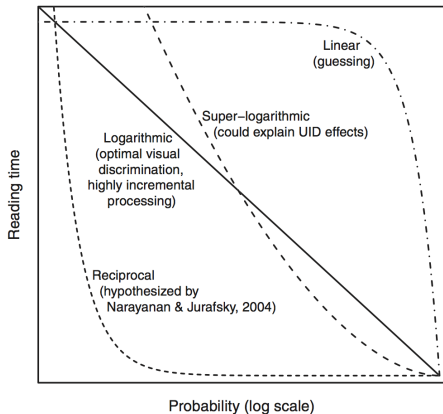 Linear
(guessing)
Super−logarithmic
(could explain UID effects)
Logarithmic
(optimal visual
discrimination,
highly incremental
processing)
Reciprocal
(hypothesized by
Narayanan & Jurafsky, 2004)
Reading time
Probability (log scale)